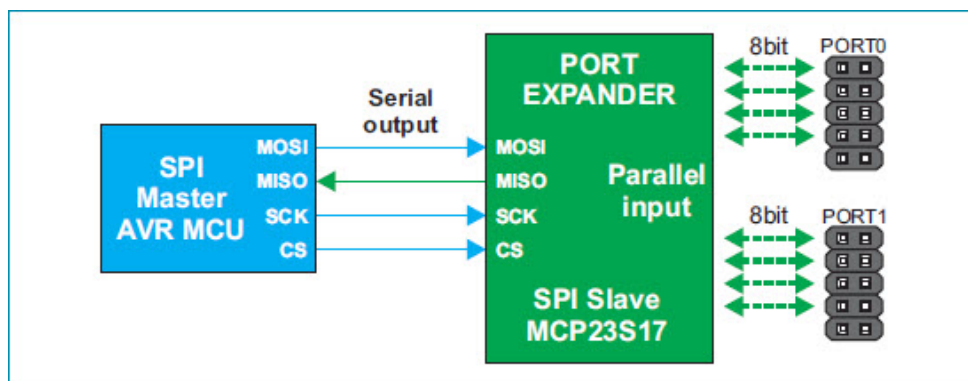 8bit
PORT0
PORT
EXPANDER
Serial
output
MOSI
MISO
SCK
CS
SPI
Master
AVR MCU
MOSI
MISO
SCK
CS
Parallel
input
SPI Slave
MCP23S17
8bit
PORT1